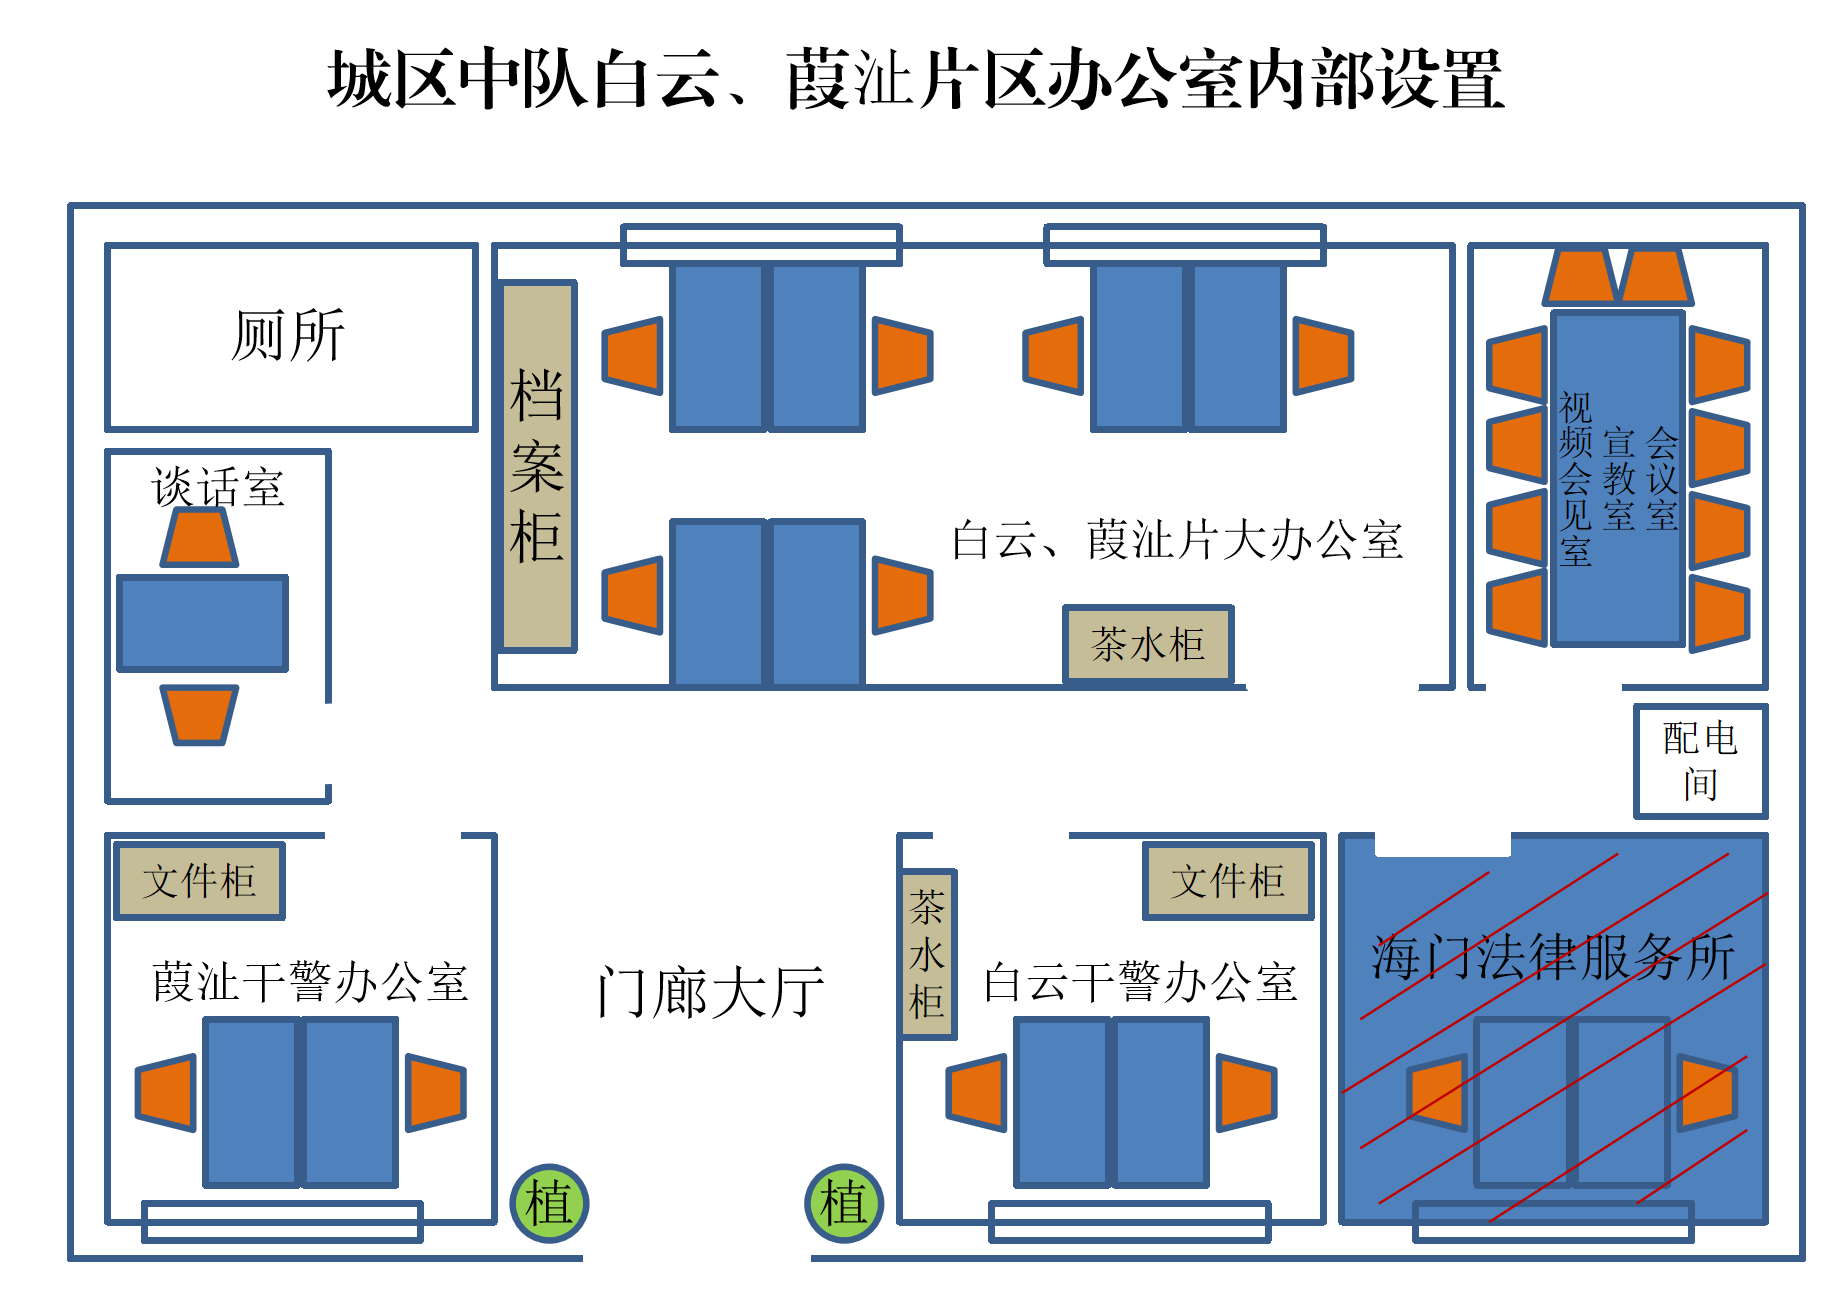 城区中队白云、葭沚片区办公室内部设置
厕所
档案柜
视频会见室
宣教室
会议室
谈话室
白云、葭沚片大办公室
茶水柜
配电
间
文件柜
葭沚干警办公室
门廊大厅
茶水柜
文件柜
白云干警办公室
海门法律服务所
植
植